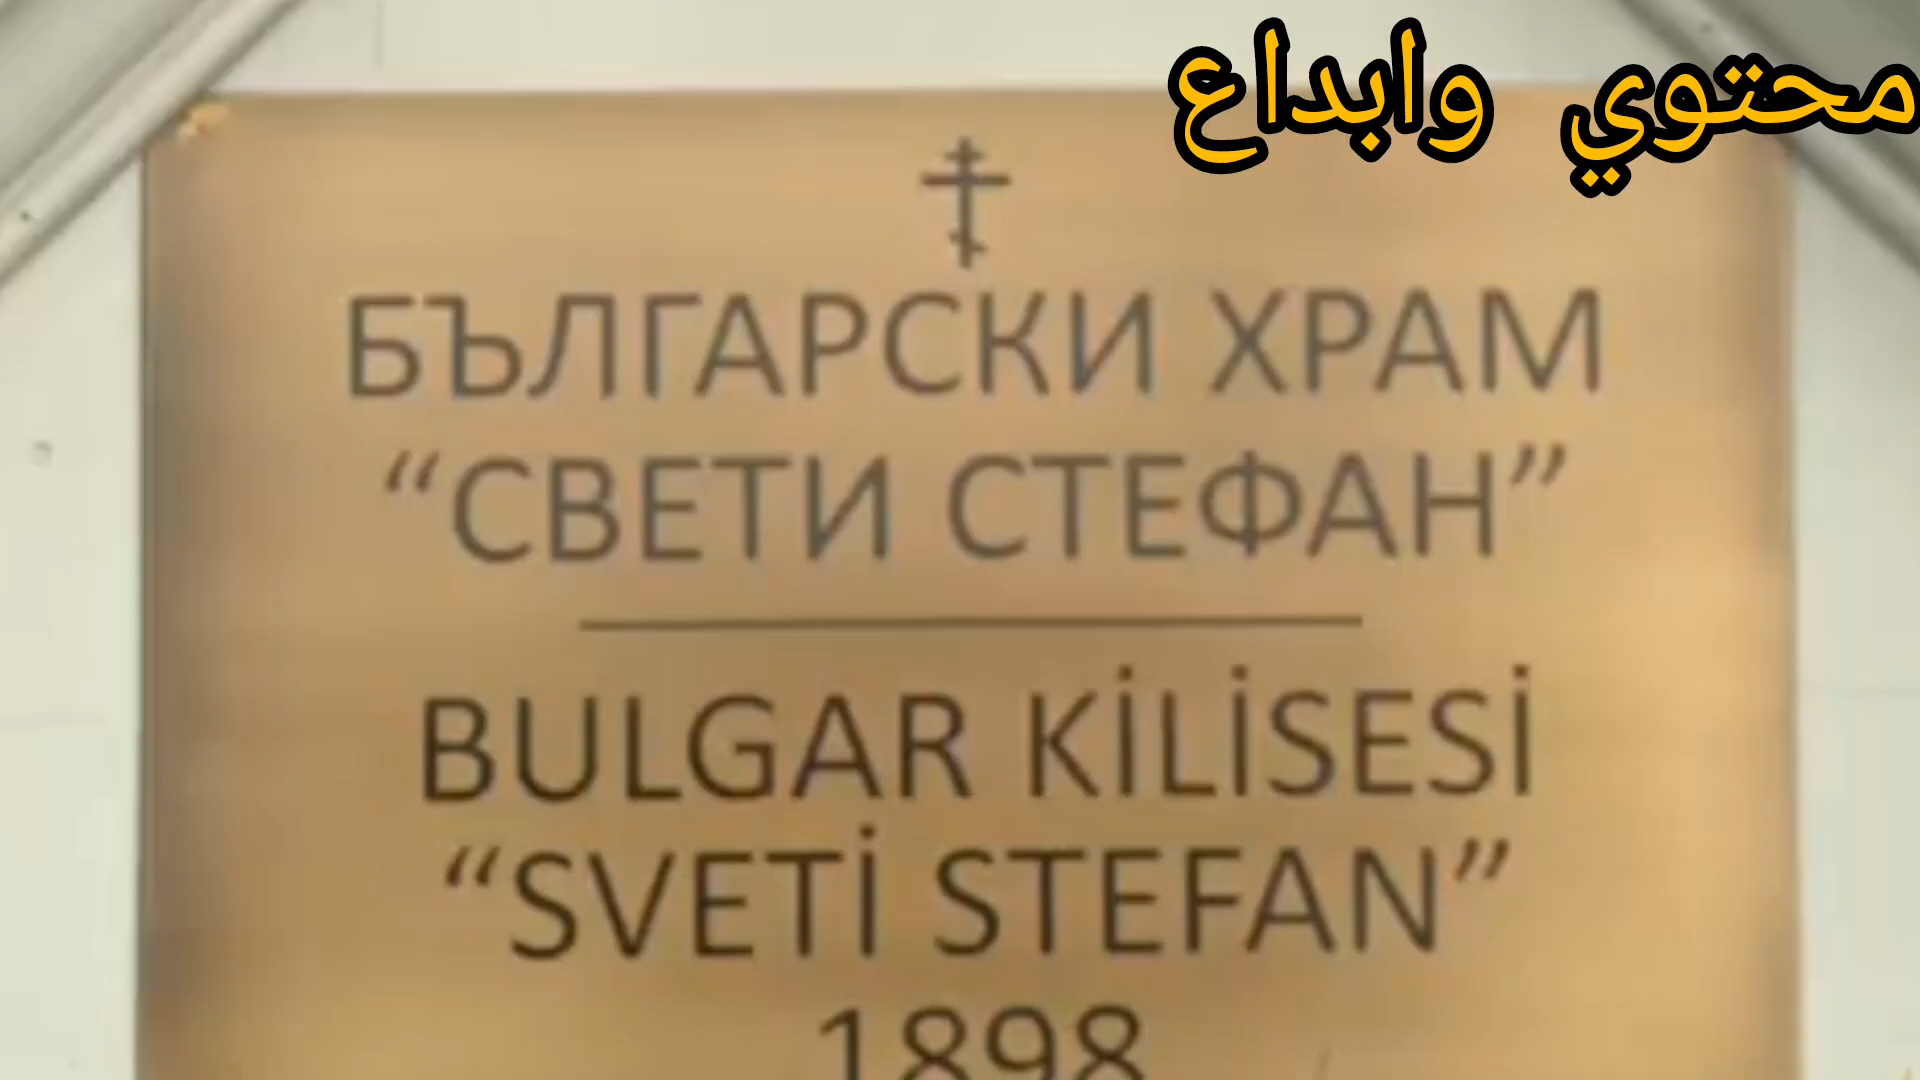 محتوي وابداع
БЪЛГАРСКИ ХРАМ
“СВЕТИ СТЕФАН”
BULGAR KİLİSESİ
“SVETİ STEFAN”
1898